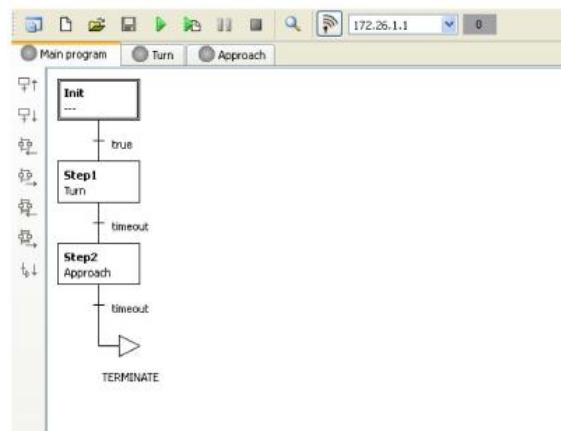 172.26.1.1 0
Main program Turn Approach
Init
---
true
Step1
Turn
timeout
Step2
Approach
timeout
TERMINATE